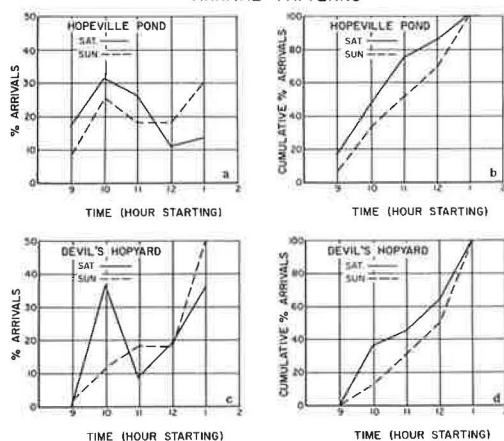 HOPEVILLE POND
SAT.
SUN
% ARRIVALS
50
40
30
20
10
0
9 10 11 12 1 2
a
TIME (HOUR STARTING)
HOPEVILLE POND
SAT
SUN
CUMULATIVE % ARRIVALS
100
80
60
40
20
0
9 10 11 12 1 2
b
TIME (HOUR STARTING)
DEVIL'S HOPYARD
SAT.
SUN
% ARRIVALS
50
40
30
20
10
0
9 10 11 12 1 2
c
TIME (HOUR STARTING)
DEVIL'S HOPYARD
SAT.
SUN
CUMULATIVE % ARRIVALS
100
80
60
40
20
0
9 10 11 12 1 2
d
TIME (HOUR STARTING)